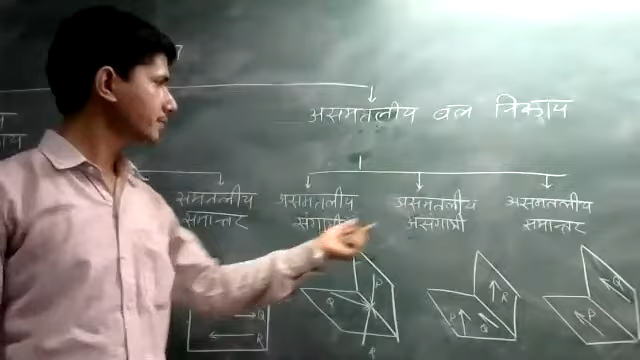 असमतलीय बल निकाय
समतलीय
समान्तर
असमतलीय
संगामी
असमतलीय
असंगामी
असमतलीय
समान्तर
Q
R
Q
P
P
Q
R
P
Q